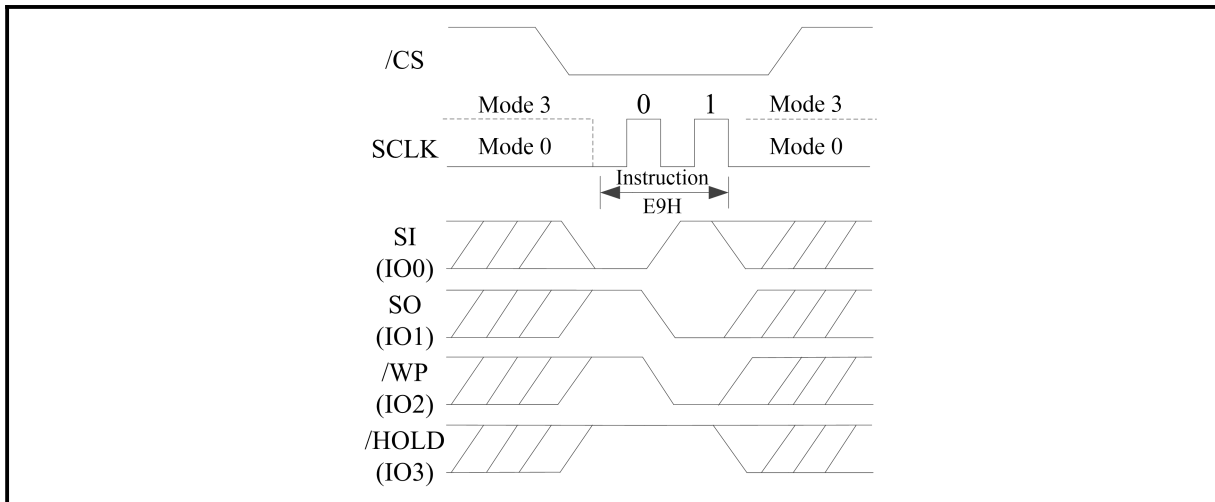 /CS
Mode 3 0 1 Mode 3
SCLK Mode 0 Mode 0
Instruction
E9H
SI
(IO0)
SO
(IO1)
/WP
(IO2)
/HOLD
(IO3)